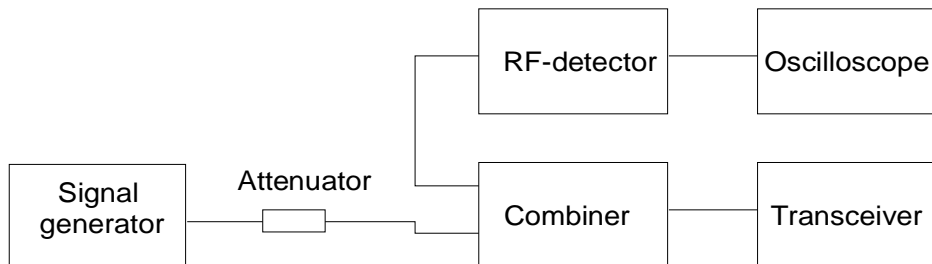 RF-detector
Oscilloscope
Signal
generator
Attenuator
Combiner
Transceiver